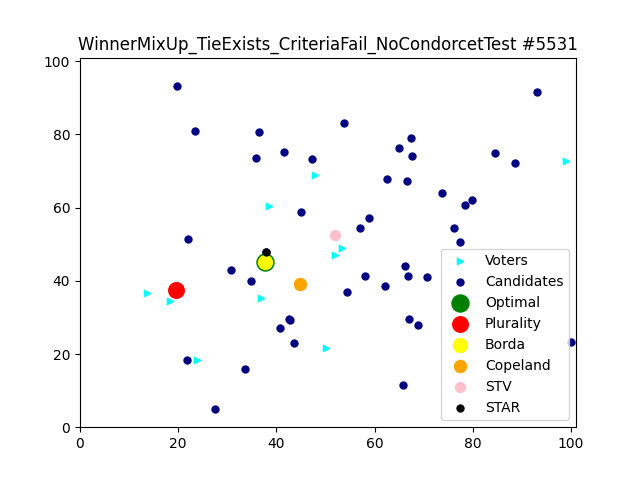 WinnerMixUp_TieExists_CriteriaFail_NoCondorcetTest #5531
100
80
60
40
20
0
0 20 40 60 80 100
Voters
Candidates
Optimal
Plurality
Borda
Copeland
STV
STAR